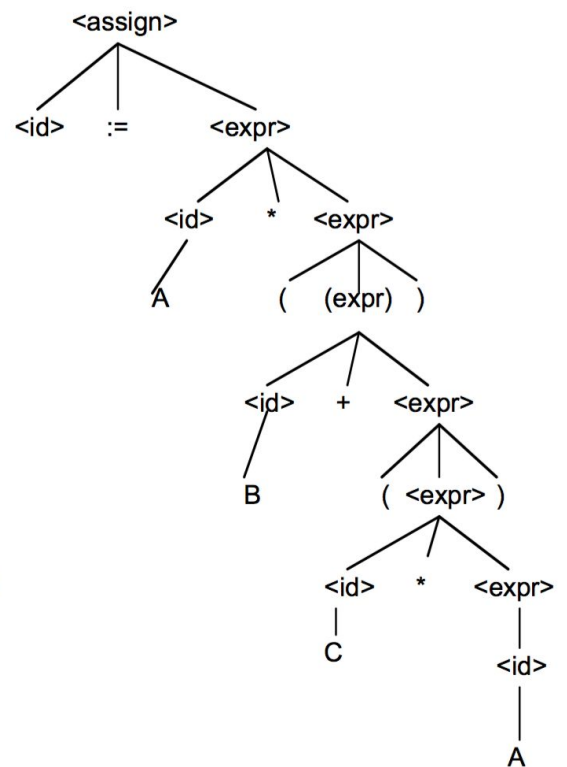 <assign>
<id> := <expr>
<id> * <expr>
A ( (expr) )
<id> + <expr>
B ( <expr> )
<id> * <expr>
C
<id>
A